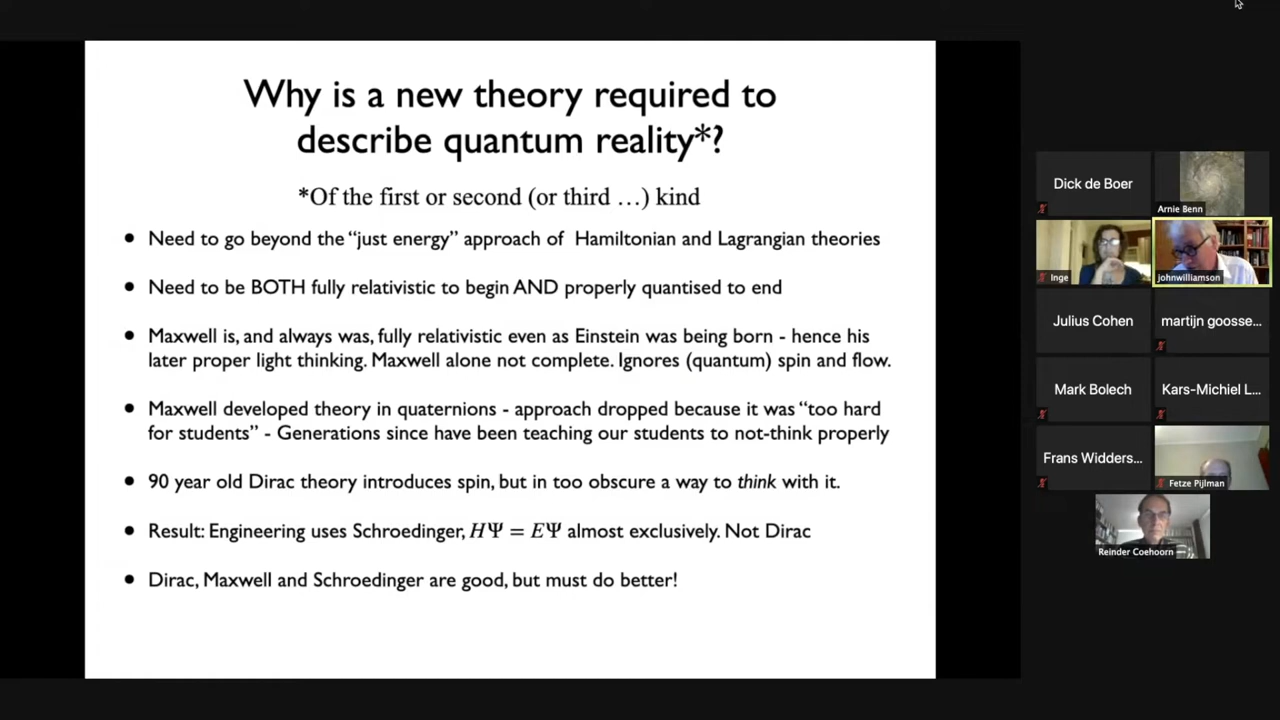 Why is a new theory required to
describe quantum reality*?
*Of the first or second (or third …) kind
• Need to go beyond the “just energy” approach of Hamiltonian and Lagrangian theories
• Need to be BOTH fully relativistic to begin AND properly quantised to end
• Maxwell is, and always was, fully relativistic even as Einstein was being born - hence his
later proper light thinking. Maxwell alone not complete. Ignores (quantum) spin and flow.
• Maxwell developed theory in quaternions - approach dropped because it was “too hard
for students” - Generations since have been teaching our students to not-think properly
• 90 year old Dirac theory introduces spin, but in too obscure a way to think with it.
• Result: Engineering uses Schroedinger, HΨ = EΨ almost exclusively. Not Dirac
• Dirac, Maxwell and Schroedinger are good, but must do better!
Dick de Boer
Arnie Benn
Inge
johnwilliamson
Julius Cohen
martijn goosse...
Mark Bolech
Kars-Michiel L...
Frans Widders...
Fetze Pijlman
Reinder Coehoorn